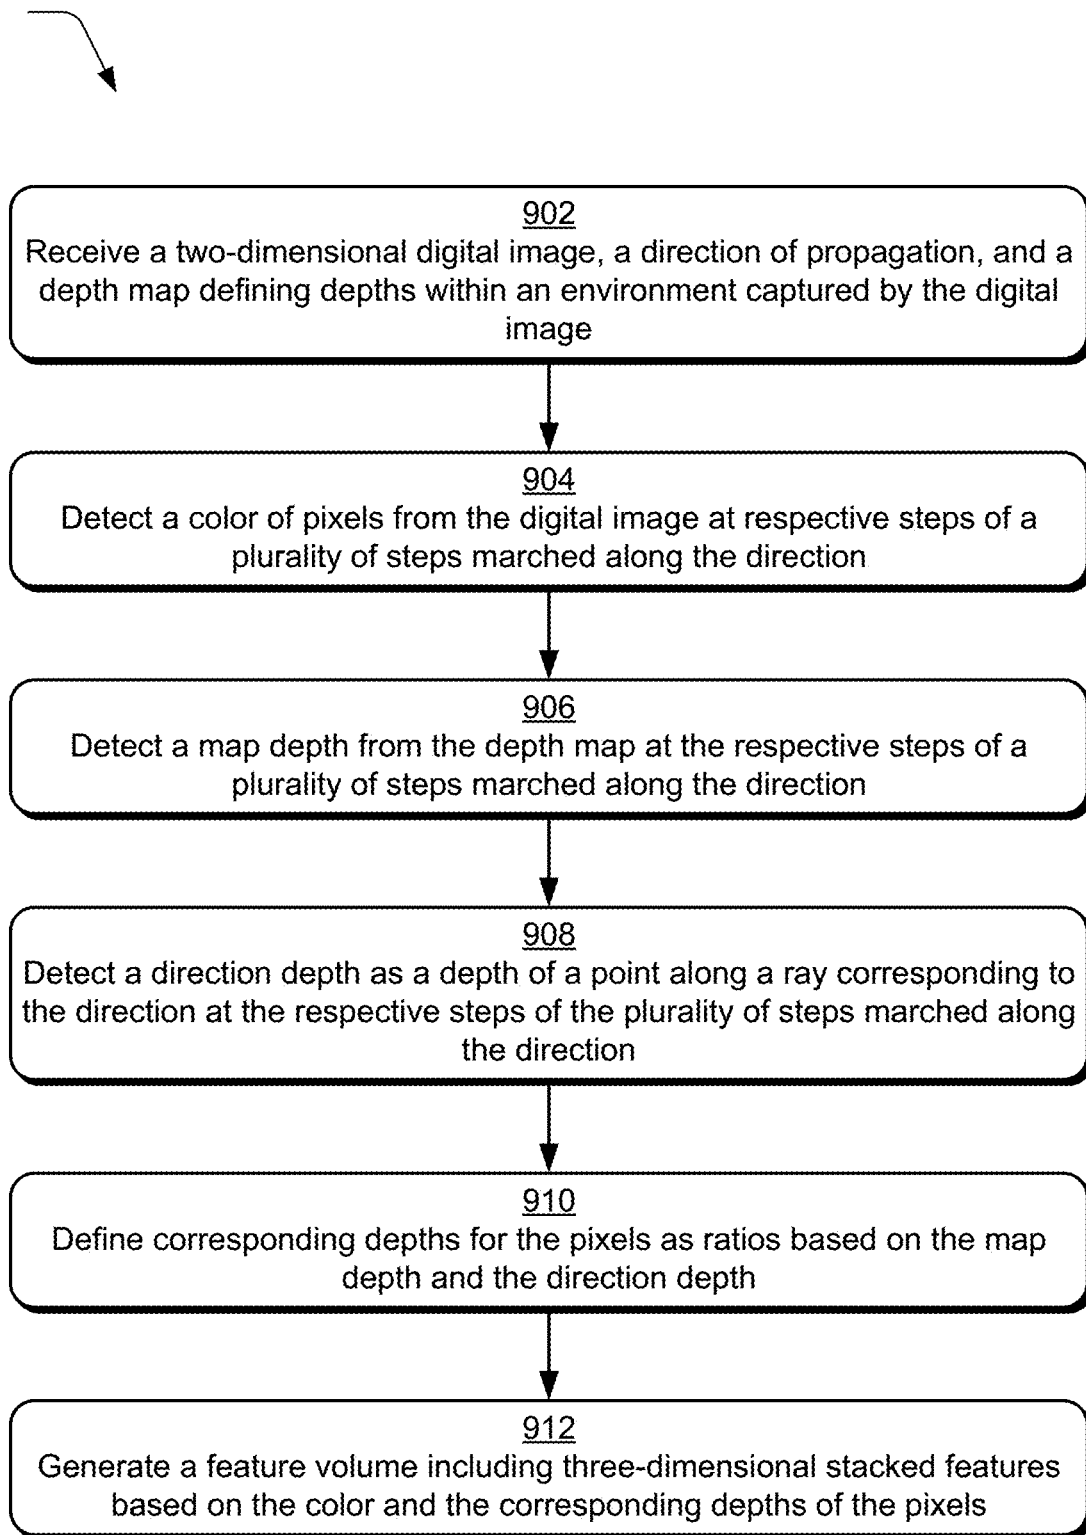 902
Receive a two-dimensional digital image, a direction of propagation, and a
depth map defining depths within an environment captured by the digital
image
904
Detect a color of pixels from the digital image at respective steps of a
plurality of steps marched along the direction
906
Detect a map depth from the depth map at the respective steps of a
plurality of steps marched along the direction
908
Detect a direction depth as a depth of a point along a ray corresponding to
the direction at the respective steps of the plurality of steps marched along
the direction
910
Define corresponding depths for the pixels as ratios based on the map
depth and the direction depth
912
Generate a feature volume including three-dimensional stacked features
based on the color and the corresponding depths of the pixels